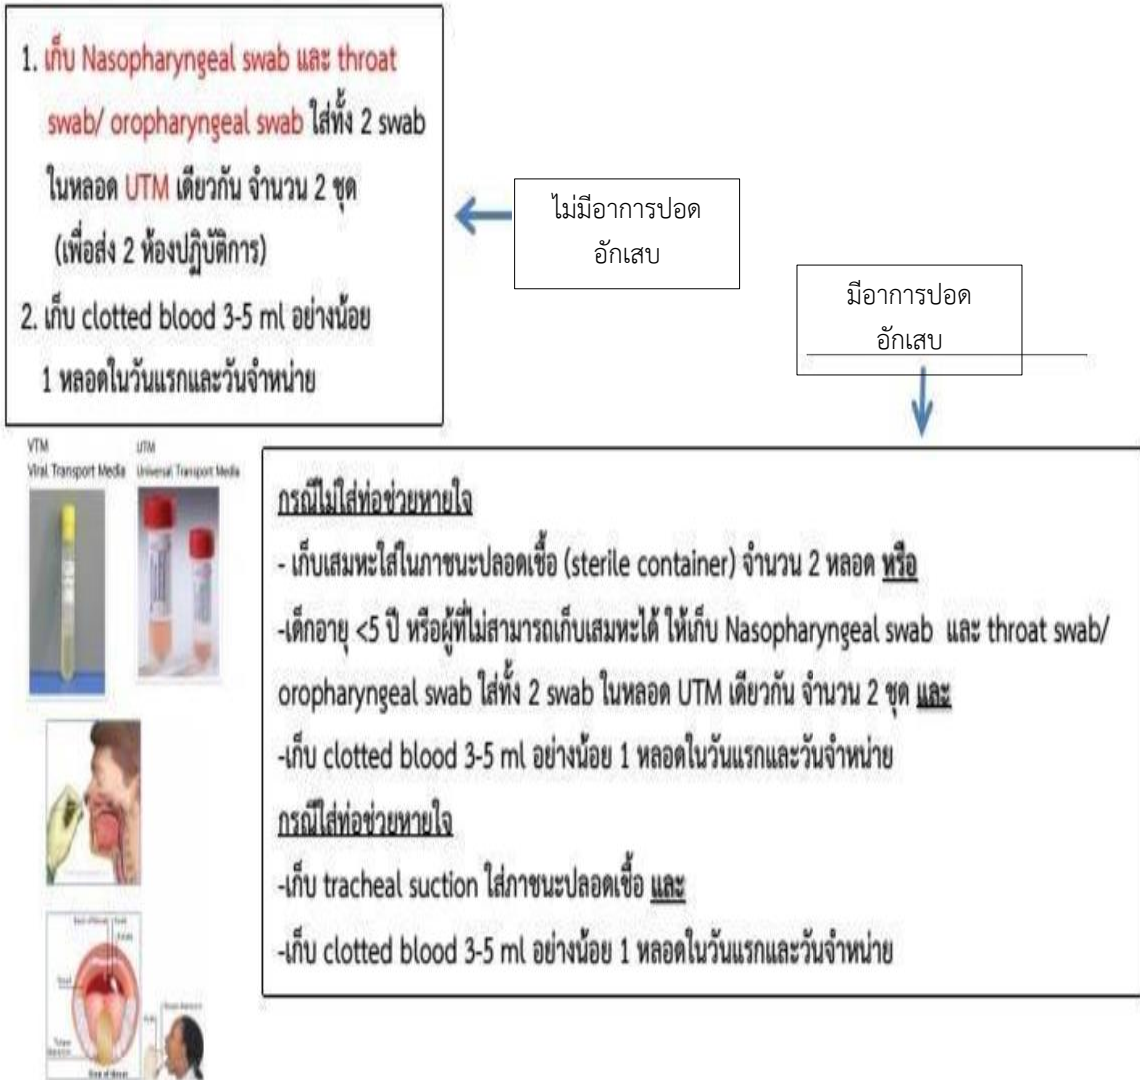 1. เก็บ Nasopharyngeal swab และ throat
swab/ oropharyngeal swab ใส่ทั้ง 2 swab
ในหลอด UTM เดียวกัน จำนวน 2 ชุด
(เพื่อส่ง 2 ห้องปฏิบัติการ)
2. เก็บ clotted blood 3-5 ml อย่างน้อย
1 หลอดในวันแรกและวันจำหน่าย
ไม่มีอาการปอด
อักเสบ
มีอาการปอด
อักเสบ
VTM
Viral Transport Media
UTM
Universal Transport Media
กรณีไม่ใส่ท่อช่วยหายใจ
- เก็บเสมหะใส่ในภาชนะปลอดเชื้อ (sterile container) จำนวน 2 หลอด หรือ
-เด็กอายุ <5 ปี หรือผู้ที่ไม่สามารถเก็บเสมหะได้ ให้เก็บ Nasopharyngeal swab และ throat swab/
oropharyngeal swab ใส่ทั้ง 2 swab ในหลอด UTM เดียวกัน จำนวน 2 ชุด และ
-เก็บ clotted blood 3-5 ml อย่างน้อย 1 หลอดในวันแรกและวันจำหน่าย
กรณีใส่ท่อช่วยหายใจ
-เก็บ tracheal suction ใส่ภาชนะปลอดเชื้อ และ
-เก็บ clotted blood 3-5 ml อย่างน้อย 1 หลอดในวันแรกและวันจำหน่าย